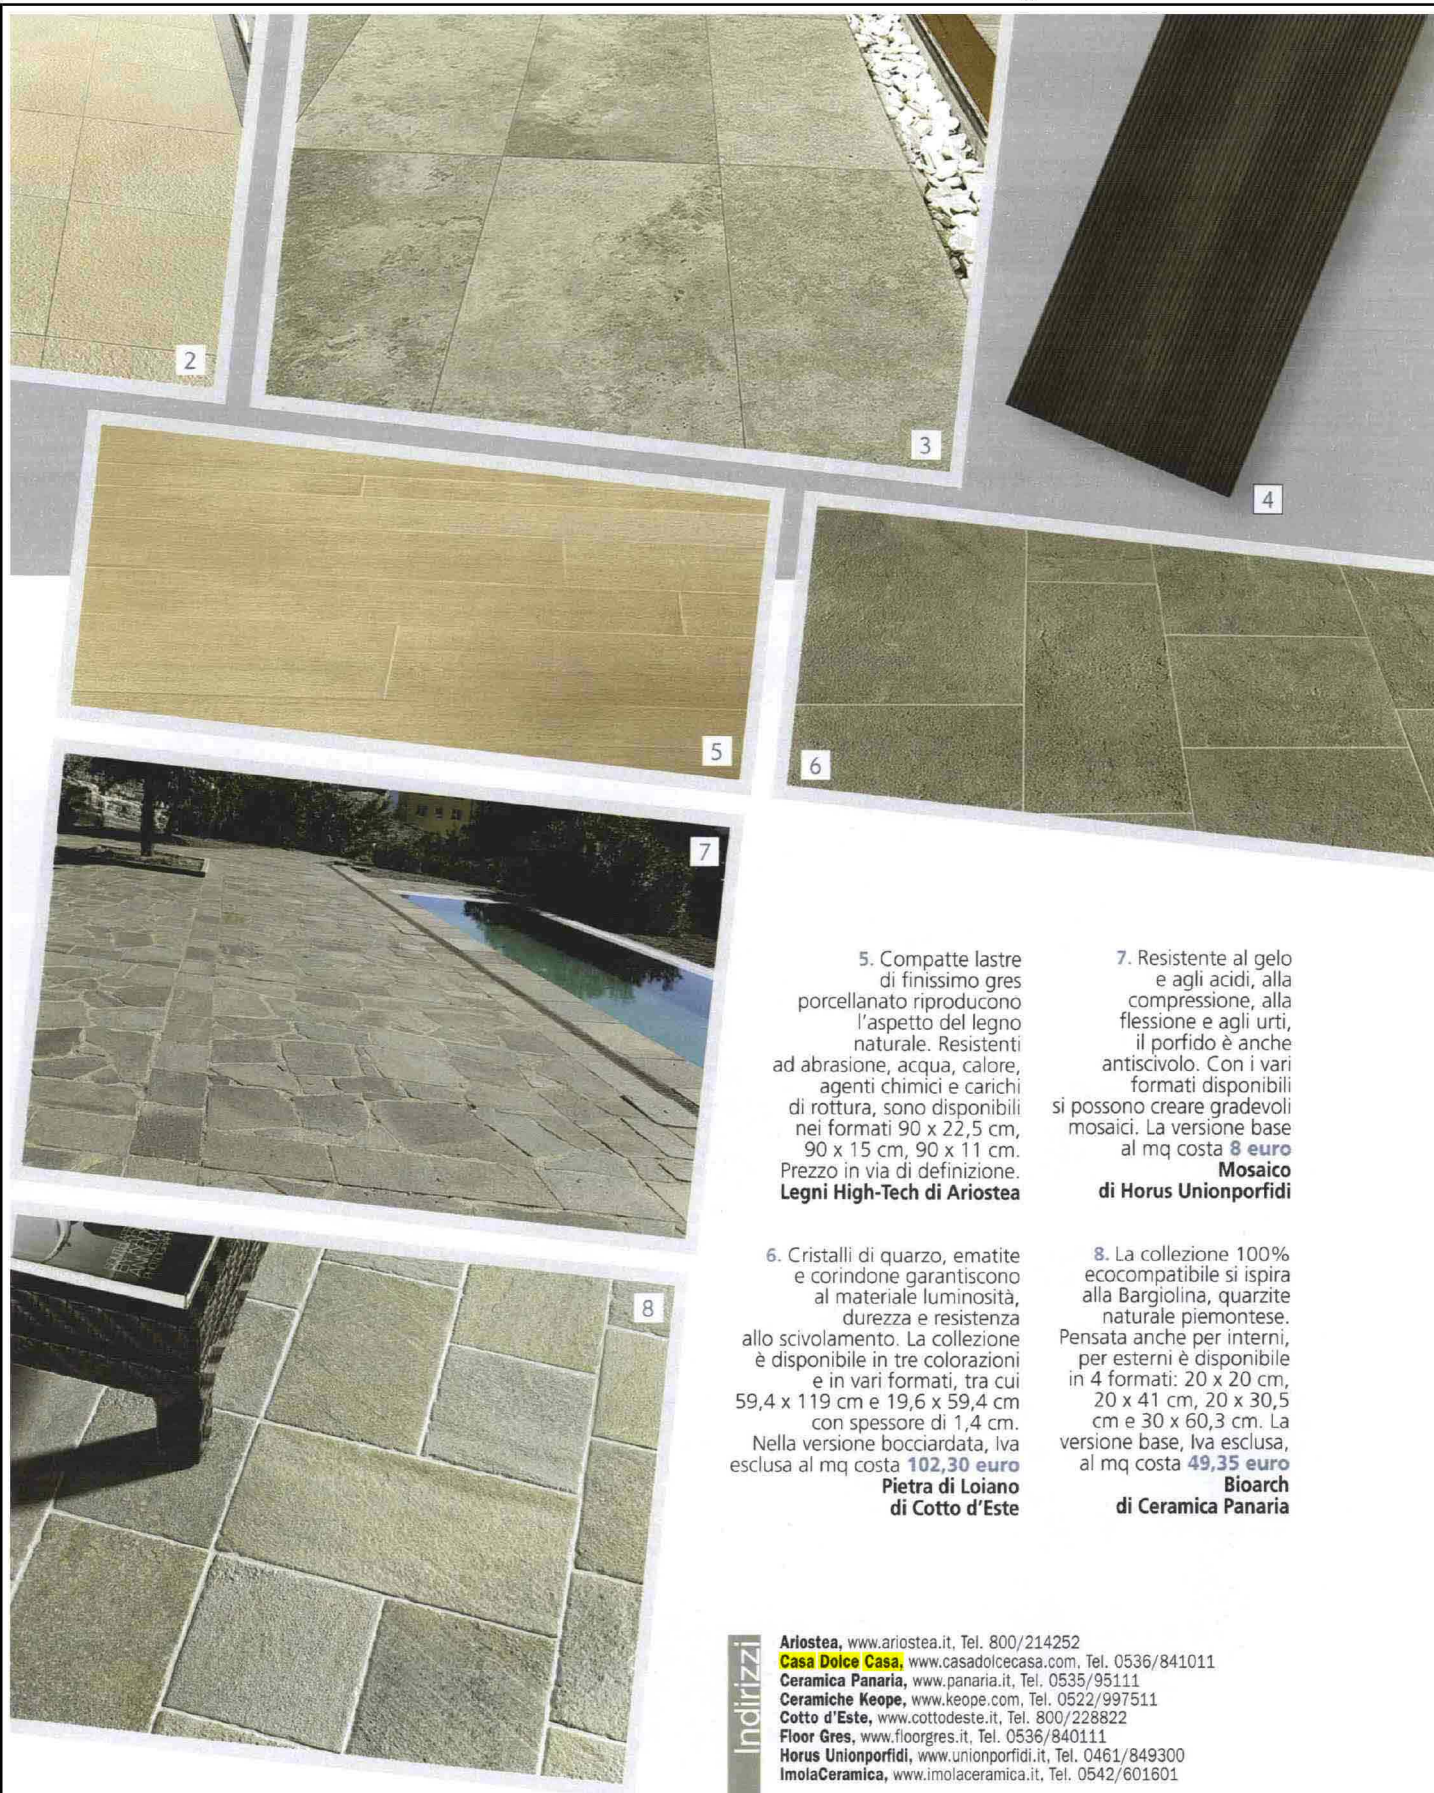 2
3
4
5
6
7
8
5. Compatte lastre
di finissimo gres
porcellanato riproducono
l'aspetto del legno
naturale. Resistenti
ad abrasione, acqua, calore,
agenti chimici e carichi
di rottura, sono disponibili
nei formati 90 x 22,5 cm,
90 x 15 cm, 90 x 11 cm.
Prezzo in via di definizione.
Legni High-Tech di Ariostea
6. Cristalli di quarzo, ematite
e corindone garantiscono
al materiale luminosità,
durezza e resistenza
allo scivolamento. La collezione
è disponibile in tre colorazioni
e in vari formati, tra cui
59,4 x 119 cm e 19,6 x 59,4 cm
con spessore di 1,4 cm.
Nella versione bocciardata, Iva
esclusa al mq costa 102,30 euro
Pietra di Loiano
di Cotto d'Este
7. Resistente al gelo
e agli acidi, alla
compressione, alla
flessione e agli urti,
il porfido è anche
antiscivolo. Con i vari
formati disponibili
si possono creare gradevoli
mosaici. La versione base
al mq costa 8 euro
Mosaico
di Horus Unionporfidi
8. La collezione 100%
ecocompatibile si ispira
alla Bargiolina, quarzite
naturale piemontese.
Pensata anche per interni,
per esterni è disponibile
in 4 formati: 20 x 20 cm,
20 x 41 cm, 20 x 30,5
cm e 30 x 60,3 cm. La
versione base, Iva esclusa,
al mq costa 49,35 euro
Bioarch
di Ceramica Panaria
Indirizzi
Ariostea, www.ariostea.it, Tel. 800/214252
Casa Dolce Casa, www.casadolcecasa.com, Tel. 0536/841011
Ceramica Panaria, www.panaria.it, Tel. 0535/95111
Ceramiche Keope, www.keope.com, Tel. 0522/997511
Cotto d'Este, www.cottodeste.it, Tel. 800/228822
Floor Gres, www.floorgres.it, Tel. 0536/840111
Horus Unionporfidi, www.unionporfidi.it, Tel. 0461/849300
ImolaCeramica, www.imolaceramica.it, Tel. 0542/601601